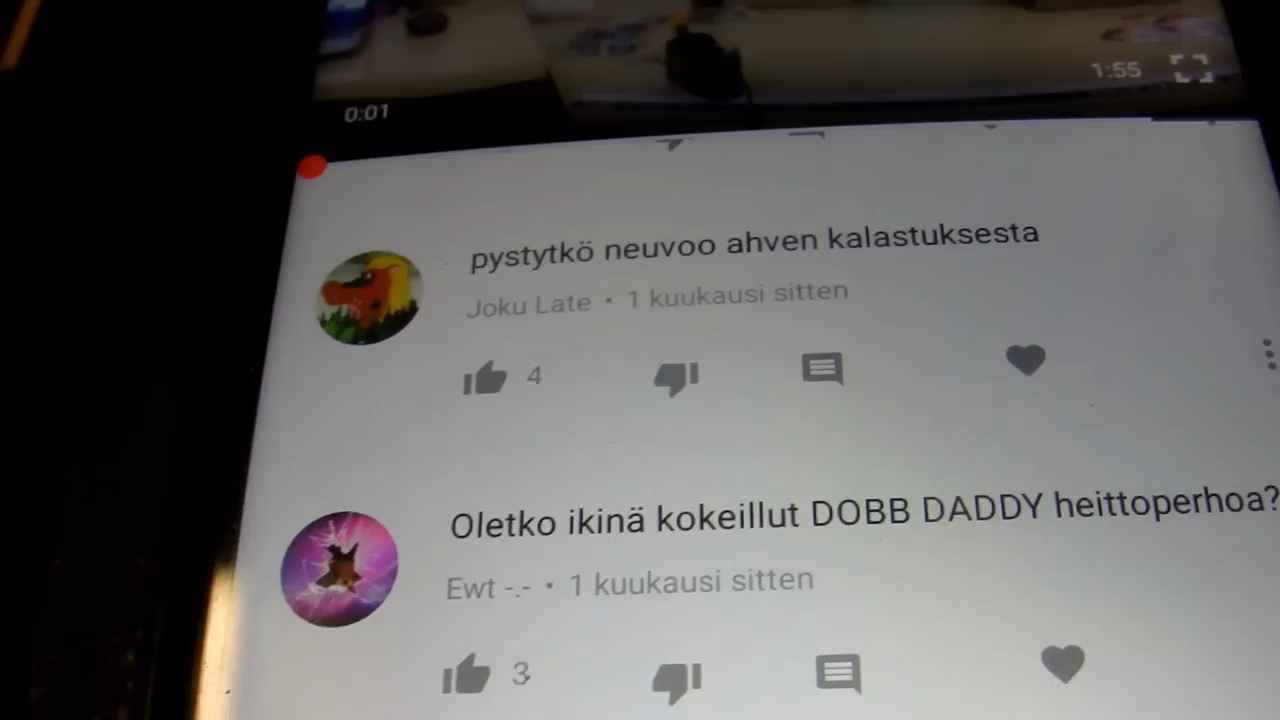 1:55
0:01
pystytkö neuvoo ahven kalastuksesta
Joku Late • 1 kuukausi sitten
4
Oletko ikinä kokeillut DOBB DADDY heittoperhoa?
Ewt -.- • 1 kuukausi sitten
3